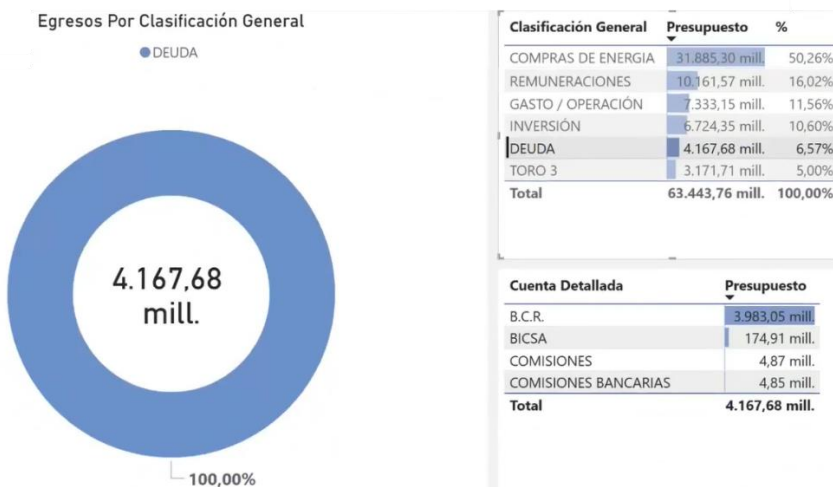 Egresos Por Clasificación General
DEUDA
4.167,68
mill.
100,00%
Clasificación General Presupuesto %
COMPRAS DE ENERGIA 31.885,30 mill. 50,26%
REMUNERACIONES 10.161,57 mill. 16,02%
GASTO / OPERACIÓN 7.333,15 mill. 11,56%
INVERSIÓN 6.724,35 mill. 10,60%
DEUDA 4.167,68 mill. 6,57%
TORO 3 3.171,71 mill. 5,00%
Total 63.443,76 mill. 100,00%
Cuenta Detallada Presupuesto
B.C.R. 3.983,05 mill.
BICSA 174,91 mill.
COMISIONES 4,87 mill.
COMISIONES BANCARIAS 4,85 mill.
Total 4.167,68 mill.